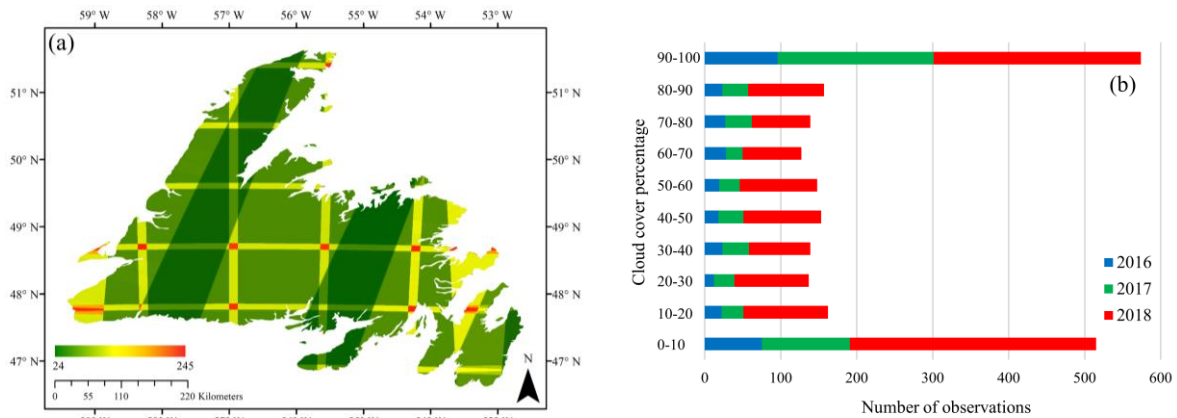 59° W 58° W 57° W 56° W 55° W 54° W 53° W
(a)
51° N 51° N
50° N 50° N
49° N 49° N
48° N 48° N
47° N 47° N
24 245
0 55 110 220 Kilometers
N
Cloud cover percentage
90-100
80-90
70-80
60-70
50-60
40-50
30-40
20-30
10-20
0-10
(b)
2016
2017
2018
0 100 200 300 400 500 600
Number of observations